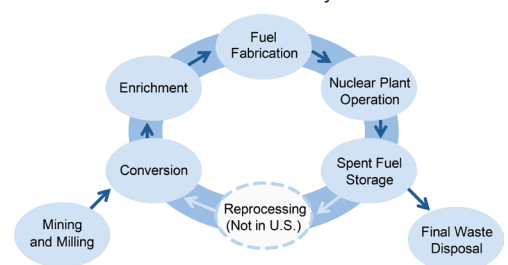 Fuel
Fabrication
Enrichment
Nuclear Plant
Operation
Conversion
Spent Fuel
Storage
Reprocessing
(Not in U.S.)
Mining
and Milling
Final Waste
Disposal